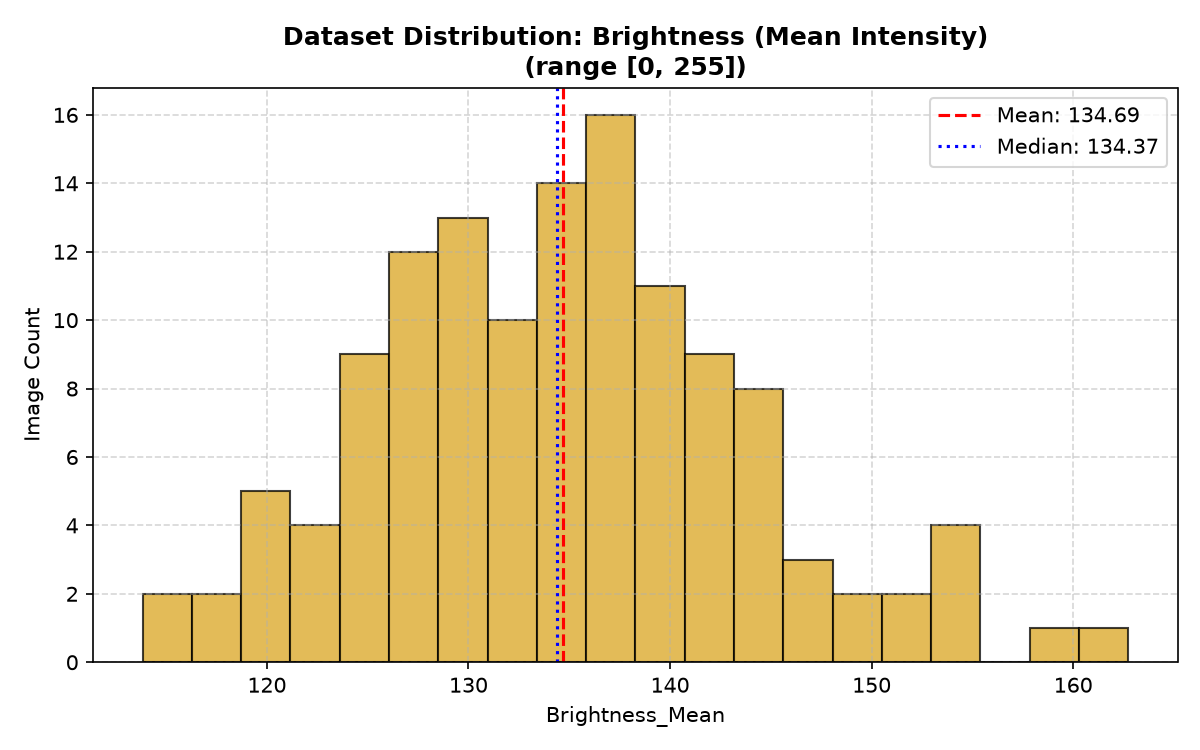 Dataset Distribution: Brightness (Mean Intensity)
(range [0, 255])
Mean: 134.69
Median: 134.37
Image Count
16
14
12
10
8
6
4
2
0
120 130 140 150 160
Brightness_Mean